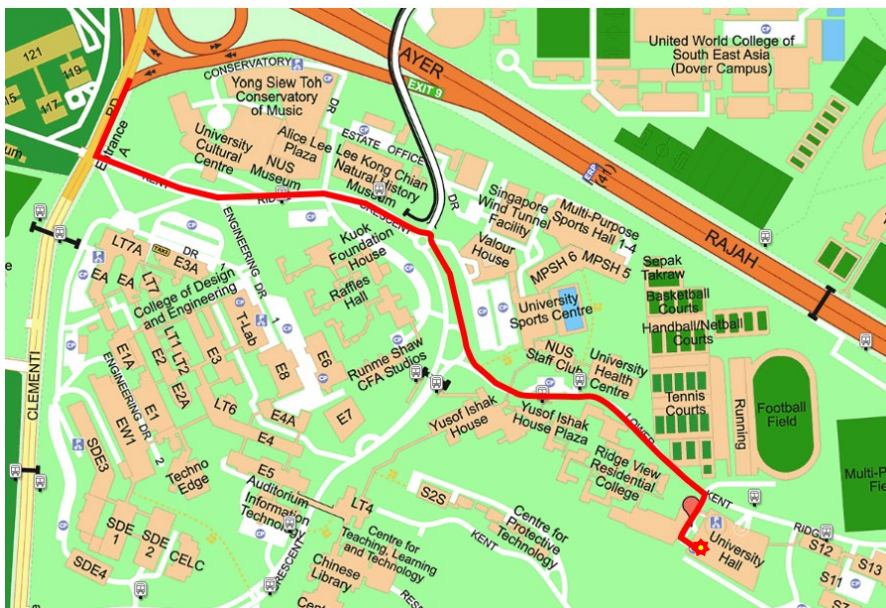 121
419
417
415
CONSERVATORY
DR
AYER
EXIT 9
RAJAH
ERP
(41)
United World College of
South East Asia
(Dover Campus)
Yong Siew Toh
Conservatory
of Music
RD
Entrance
A
University
Cultural
Centre
Alice Lee
Plaza
NUS
Museum
ESTATE OFFICE
DR
Lee Kong Chian
Natural History
Museum
KENT
RIDGE
CRESCENT
Singapore
Wind Tunnel
Facility
Multi-Purpose
Sports Hall 1-4
Valour
House
MPSH 6
MPSH 5
University
Sports Centre
Sepak
Takraw
Basketball
Courts
Handball/Netball
Courts
ENGINEERING DR 1
Kuok
Foundation
House
Raffles
Hall
LT7A
TAXI
DR 1
E3A
EA
EA
LT7
College of Design
and Engineering
T-Lab
LT1
LT2
E1A
E2
E3
E2A
E8
E6
Runme Shaw
CFA Studios
NUS
Staff Club
University
Health
Centre
CLEMENTI
ENGINEERING DR 2
E1
EW1
LT6
E4A
E7
E4
E5
SDE3
Techno
Edge
Yusof Ishak
House
Yusof Ishak
House Plaza
LOWER
Tennis
Courts
Running
Football
Field
Ridge View
Residential
College
KENT
RIDGE
Multi-P
Fie
SDE
1
SDE
2
CELC
SDE4
Auditorium
Information
Technology
LT4
S2S
Centre for
Protective
Technology
KENT
CRESCENT
Centre for
Teaching, Learning
and Technology
Chinese
Library
University
Hall
S12
S13
S11